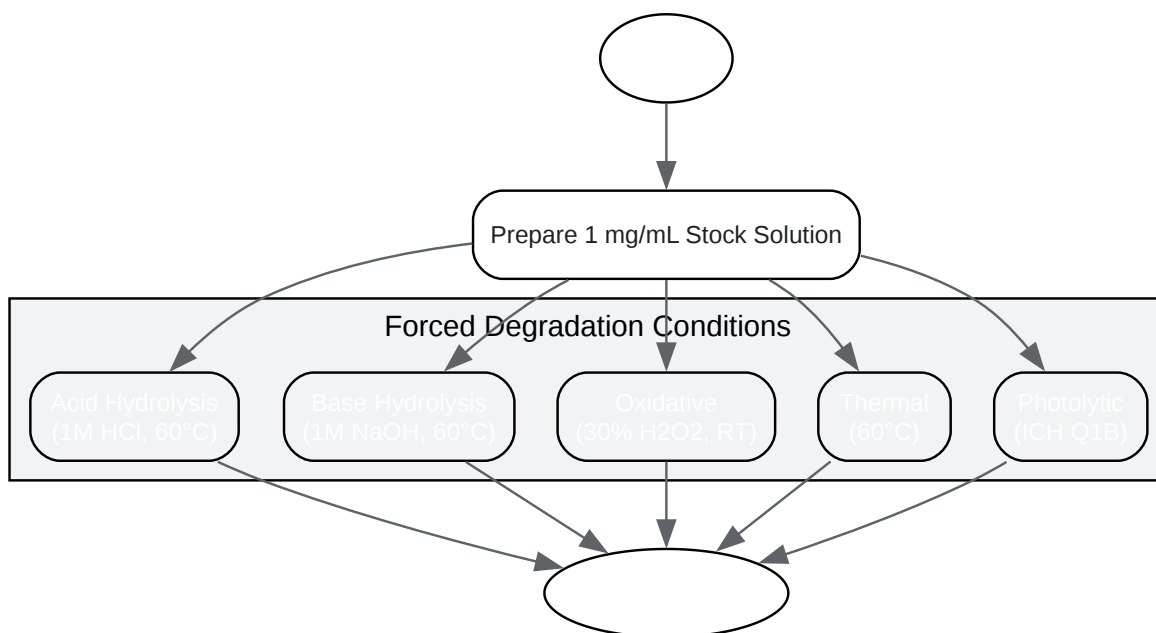 Prepare 1 mg/mL Stock Solution
Forced Degradation Conditions
Acid Hydrolysis
(1M HCl, 60°C)
Base Hydrolysis
(1M NaOH, 60°C)
Oxidative
(30% H2O2, RT)
Thermal
(60°C)
Photolytic
(ICH Q1B)